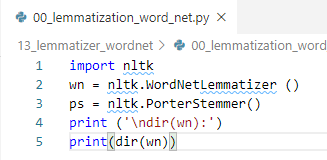 00_lemmatization_word_net.py
13_lemmatizer_wordnet > 00_lemmatization_word
1 import nltk
2 wn = nltk.WordNetLemmatizer ()
3 ps = nltk.PorterStemmer()
4 print ('\ndir(wn):')
5 print(dir(wn))